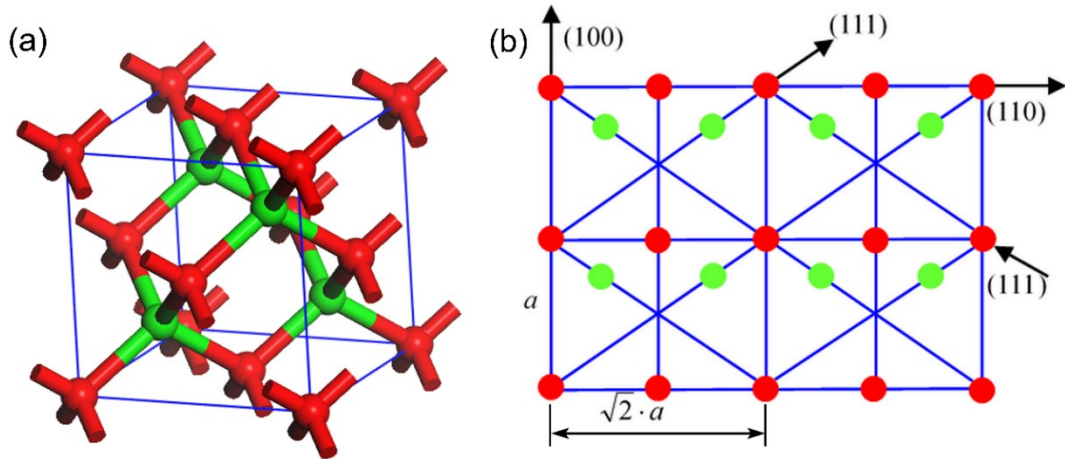 (a)
(b)
(100)
(111)
(110)
(111)
a
√2 · a